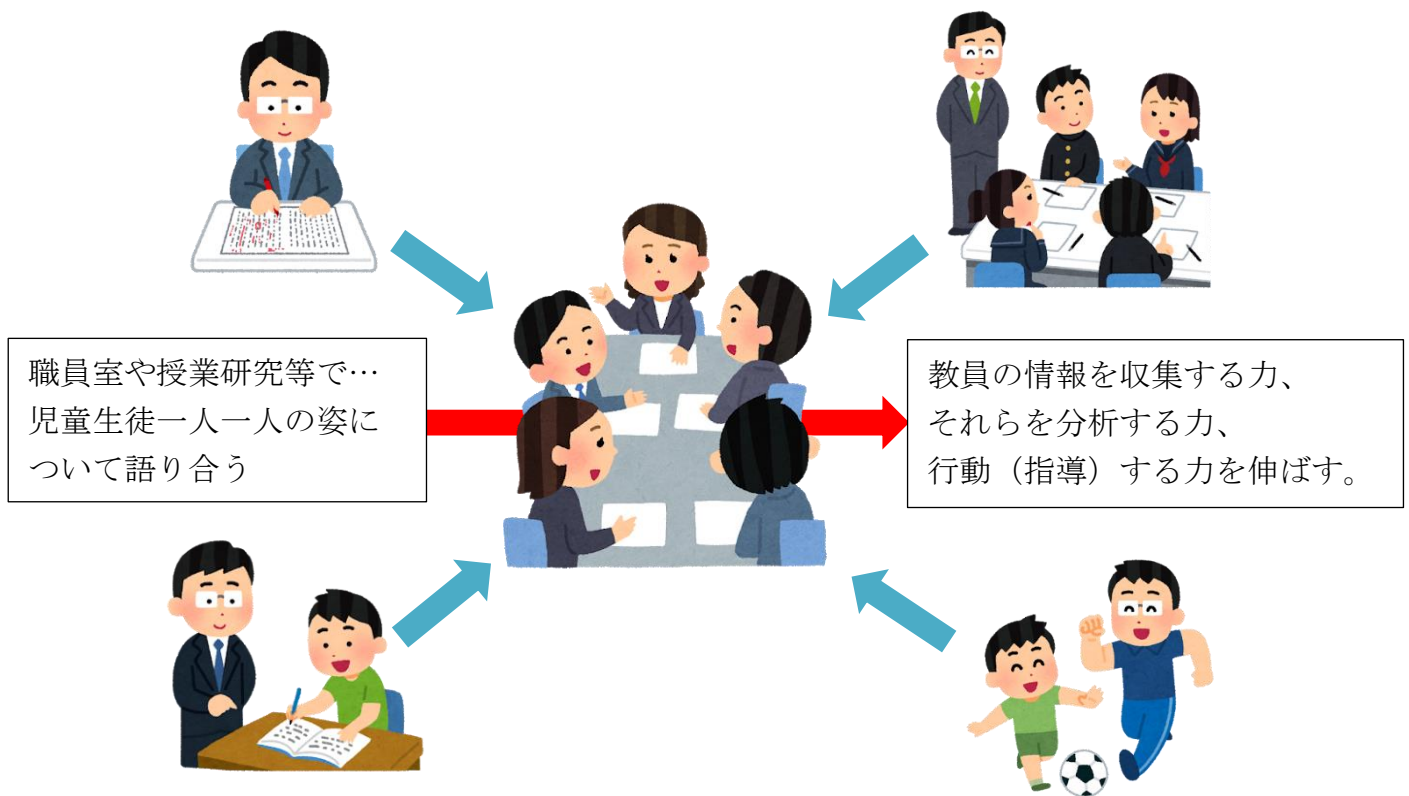 職員室や授業研究等で…
児童生徒一人一人の姿に
ついて語り合う
教員の情報を収集する力、
それらを分析する力、
行動（指導）する力を伸ばす。